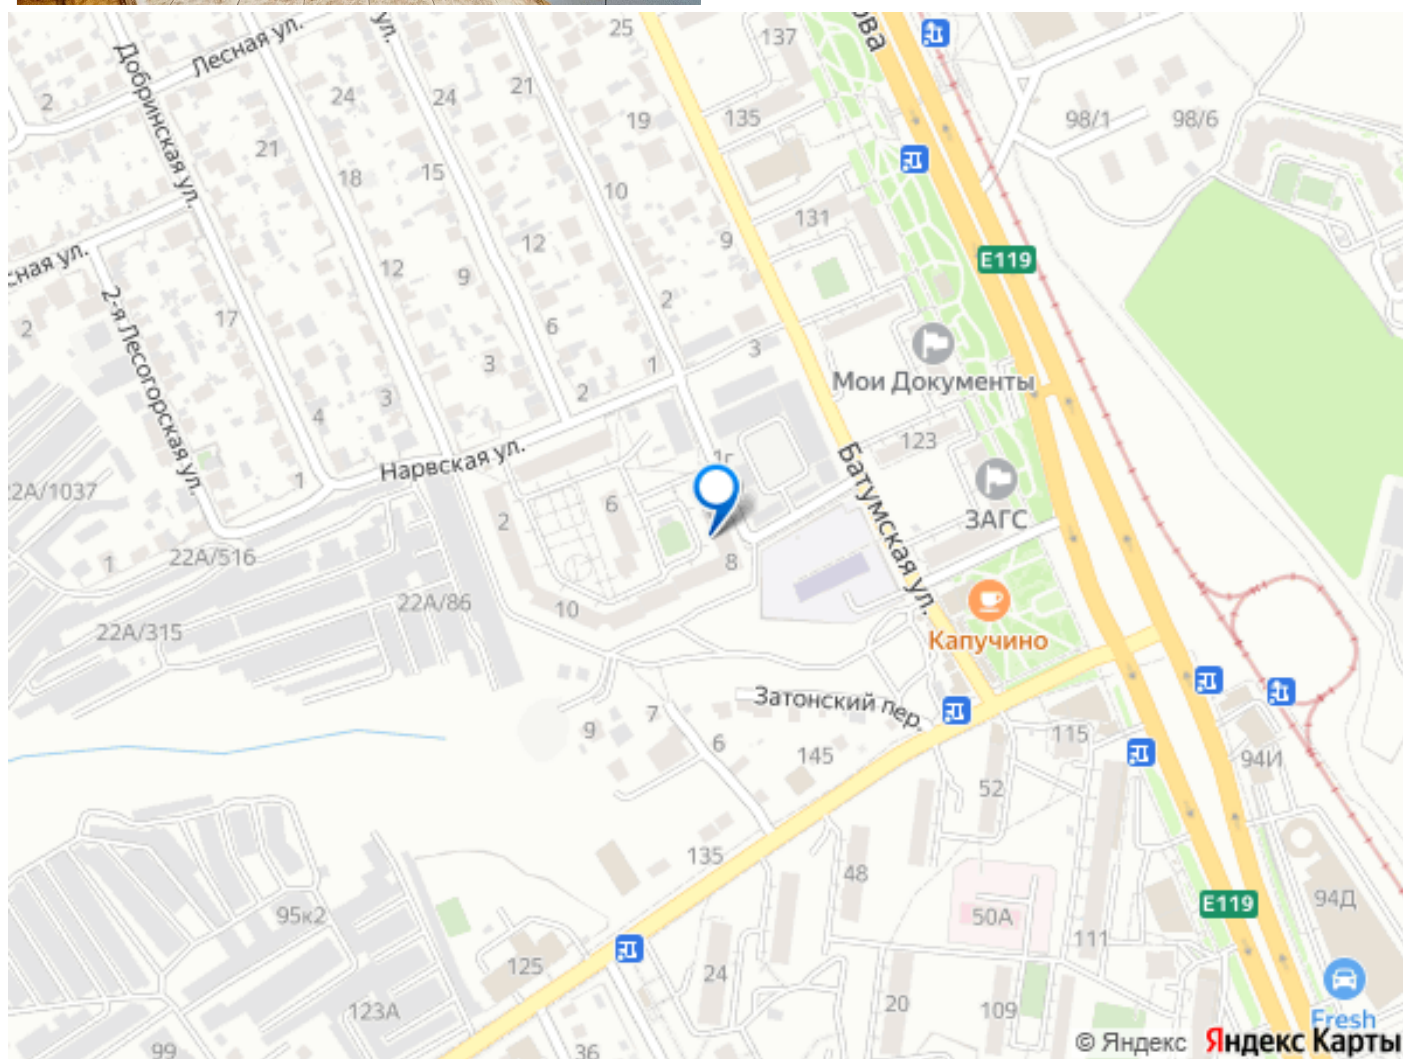 25
137
ова
ул.
Лесная ул.
Добринская ул.
2
24
24
21
19
135
98/1
98/6
21
18
15
10
131
12
9
E119
сная ул.
12
9
2
2
17
6
2-я Лесогорская ул.
3
1
3
Мои Документы
4
3
2
123
Нарвская ул.
1г
Батумская ул.
2А/1037
1
2
6
ЗАГС
1
22А/516
8
22А/86
10
22А/315
Капучино
Затонский пер.
9
7
6
145
115
94И
52
135
48
95к2
50А
E119
94Д
111
125
24
20
109
123А
Fresh
99
36
© Яндекс Яндекс Карты